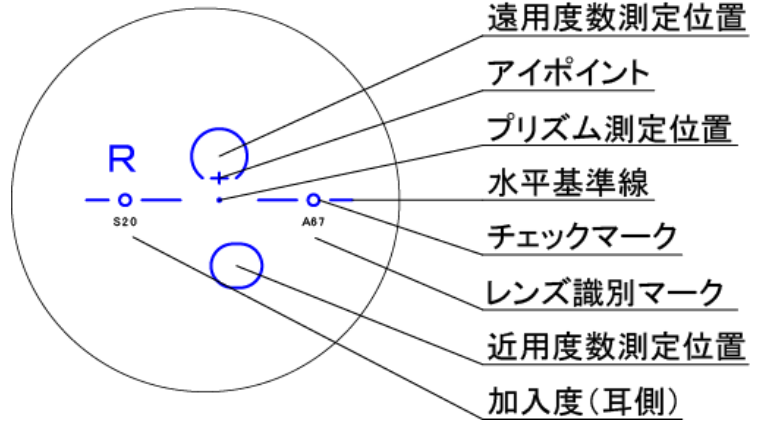 遠用度数測定位置
アイポイント
プリズム測定位置
R
水平基準線
S20
A67
チェックマーク
レンズ識別マーク
近用度数測定位置
加入度(耳側)